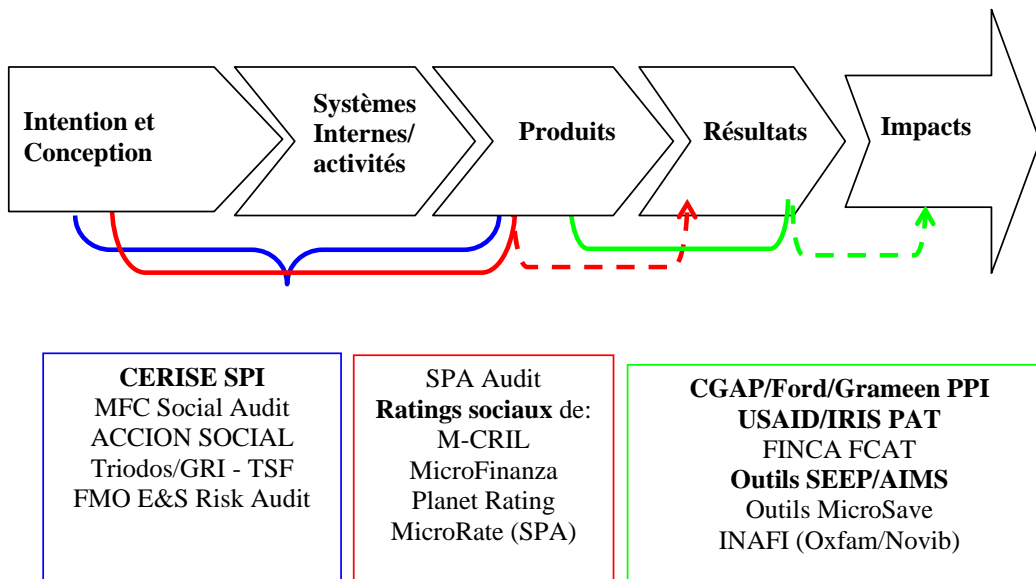 Intention et
Conception
Systèmes
Internes/
activités
Produits
Résultats
Impacts
CERISE SPI
MFC Social Audit
ACCION SOCIAL
Triodos/GRI - TSF
FMO E&S Risk Audit
SPA Audit
Ratings sociaux de:
M-CRIL
MicroFinanza
Planet Rating
MicroRate (SPA)
CGAP/Ford/Grameen PPI
USAID/IRIS PAT
FINCA FCAT
Outils SEEP/AIMS
Outils MicroSave
INAFI (Oxfam/Novib)